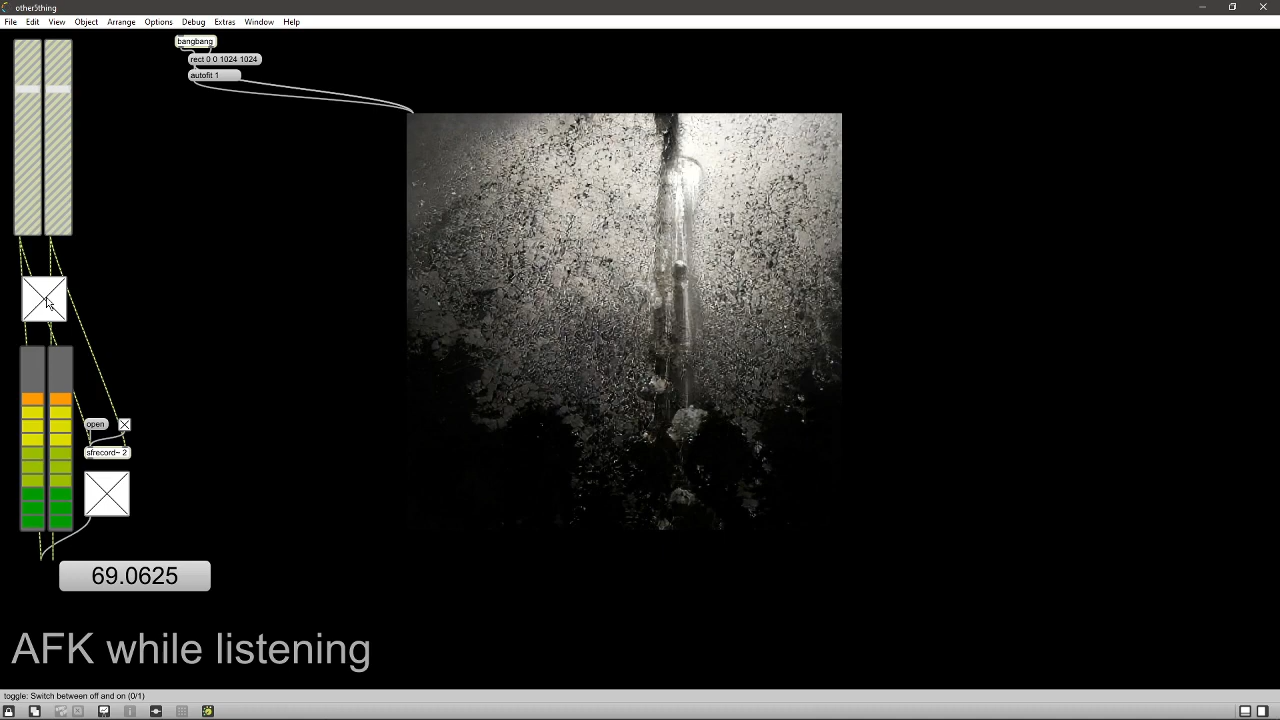 other5thing
File Edit View Object Arrange Options Debug Extras Window Help
bangbang
rect 0 0 1024 1024
autofit 1
open
sfrecord~ 2
69.0625
AFK while listening
toggle: Switch between off and on (0/1)